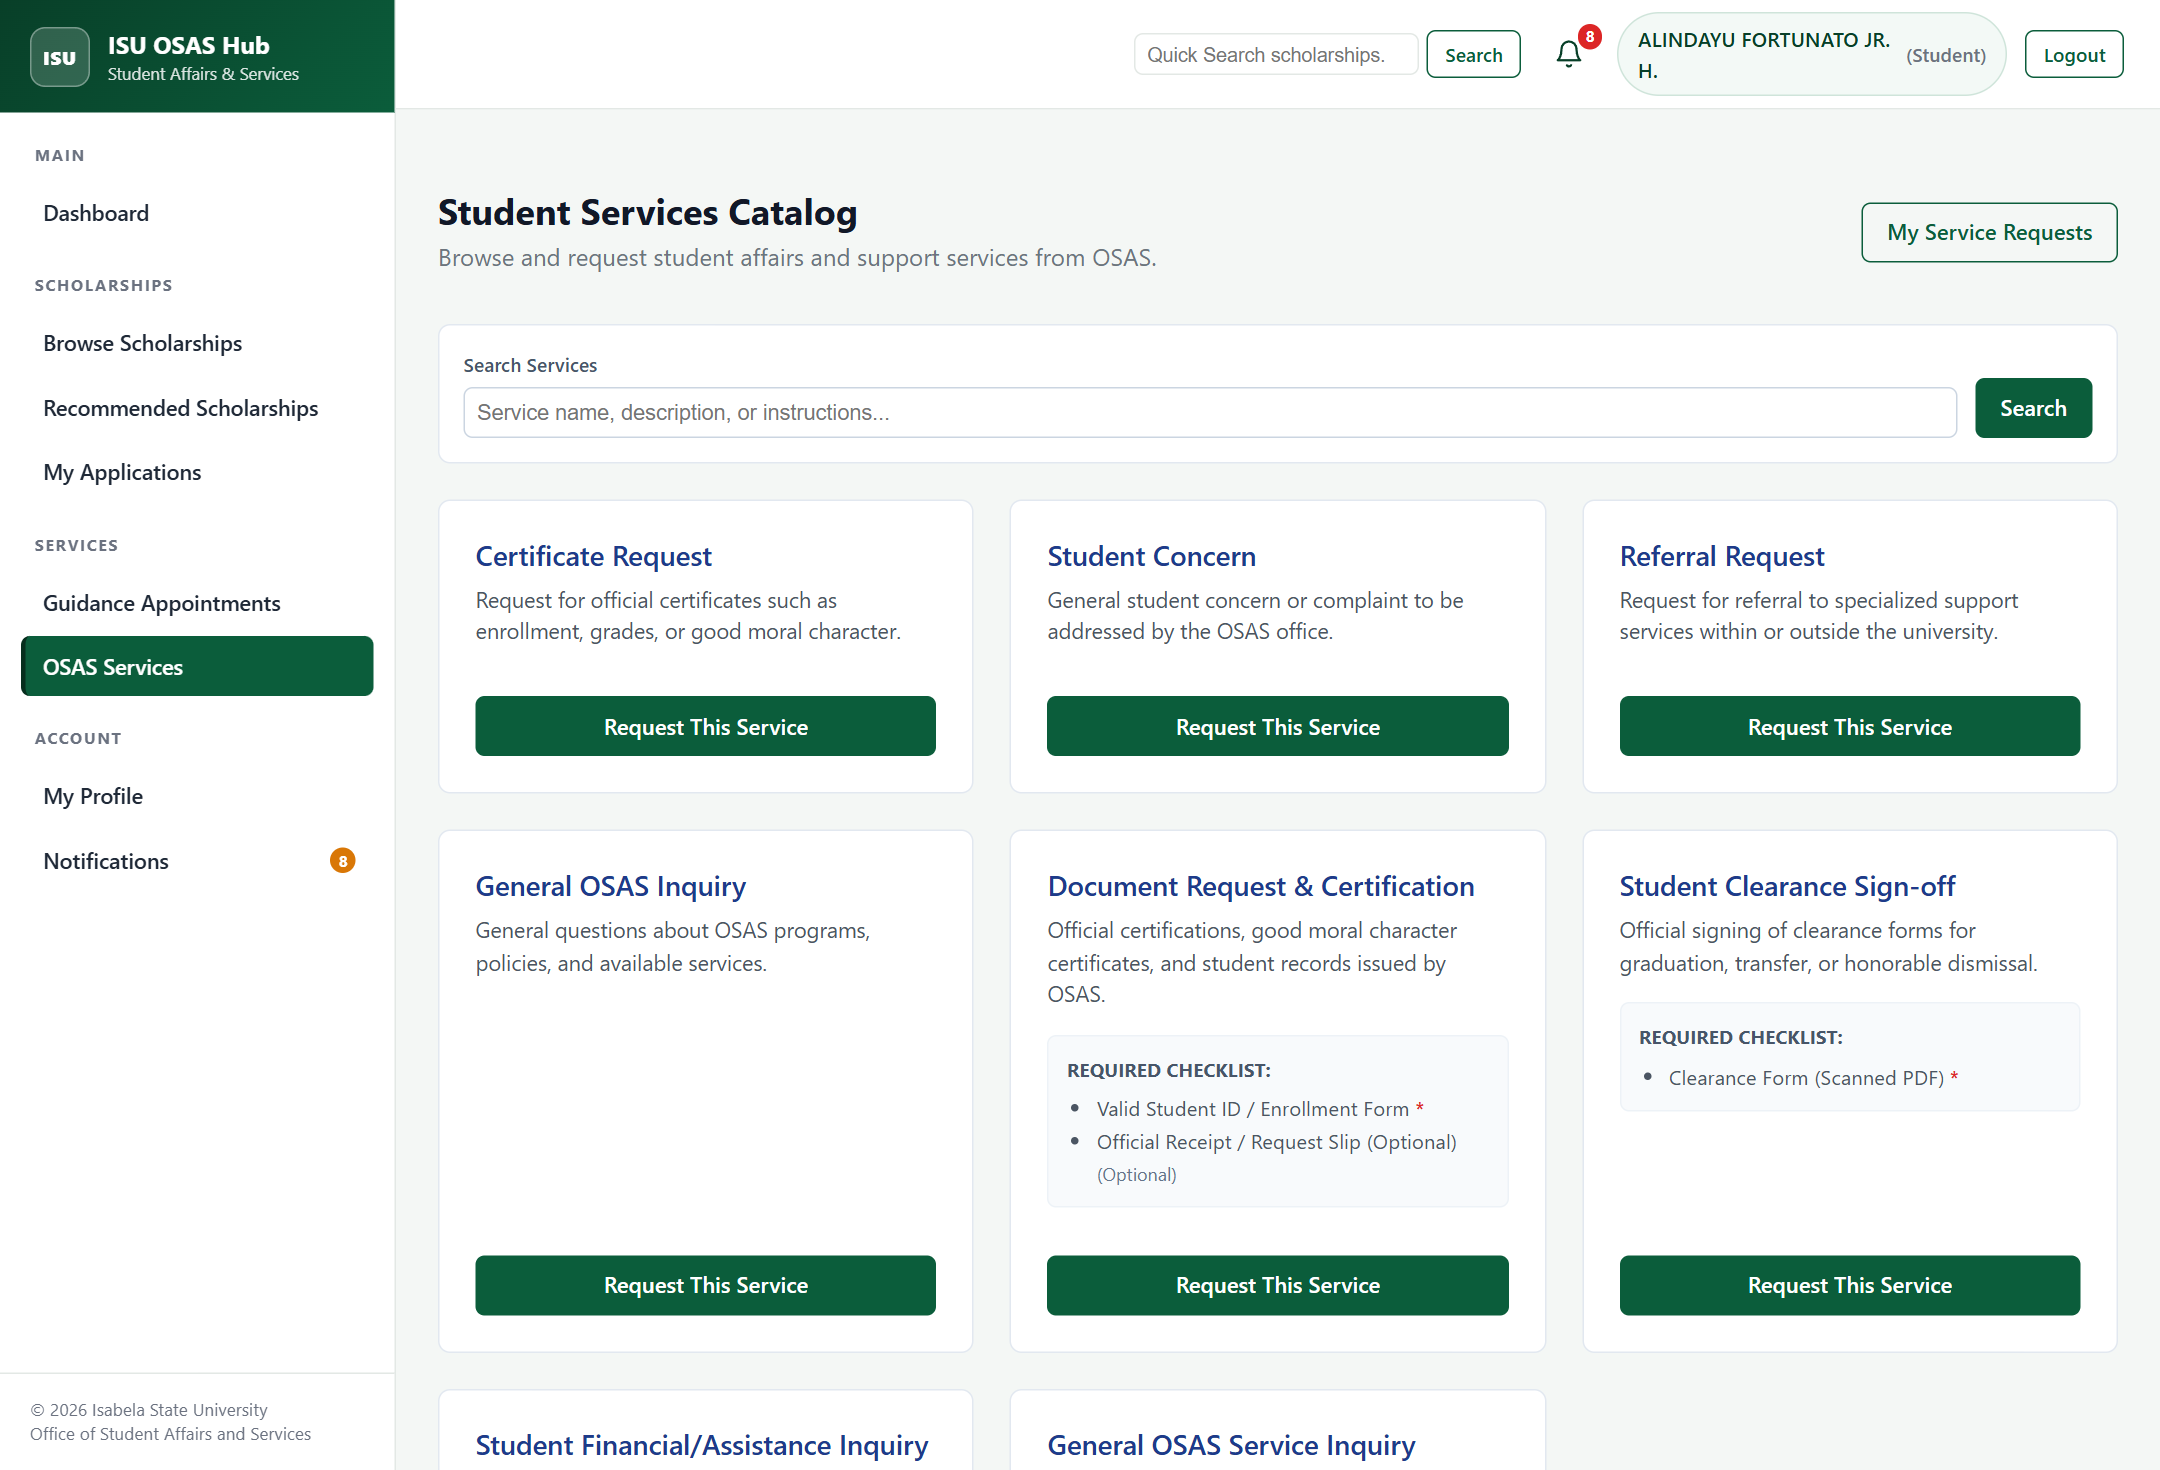 ISU
ISU OSAS Hub
Student Affairs & Services
Quick Search scholarships.
Search
8
ALINDAYU FORTUNATO JR.
H.
(Student)
Logout
MAIN
Dashboard
SCHOLARSHIPS
Browse Scholarships
Recommended Scholarships
My Applications
SERVICES
Guidance Appointments
OSAS Services
ACCOUNT
My Profile
Notifications
8
© 2026 Isabela State University
Office of Student Affairs and Services
Student Services Catalog
Browse and request student affairs and support services from OSAS.
My Service Requests
Search Services
Service name, description, or instructions...
Search
Certificate Request
Request for official certificates such as
enrollment, grades, or good moral character.
Request This Service
Student Concern
General student concern or complaint to be
addressed by the OSAS office.
Request This Service
Referral Request
Request for referral to specialized support
services within or outside the university.
Request This Service
General OSAS Inquiry
General questions about OSAS programs,
policies, and available services.
Request This Service
Document Request & Certification
Official certifications, good moral character
certificates, and student records issued by
OSAS.
REQUIRED CHECKLIST:
• Valid Student ID / Enrollment Form *
• Official Receipt / Request Slip (Optional)
(Optional)
Request This Service
Student Clearance Sign-off
Official signing of clearance forms for
graduation, transfer, or honorable dismissal.
REQUIRED CHECKLIST:
• Clearance Form (Scanned PDF) *
Request This Service
Student Financial/Assistance Inquiry
General OSAS Service Inquiry